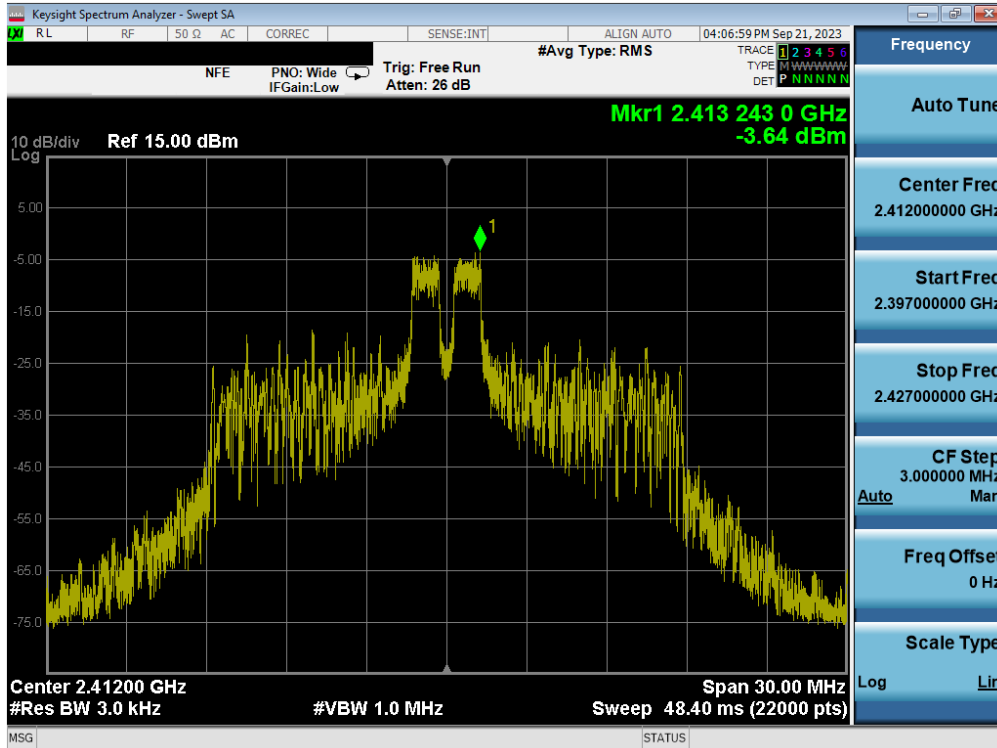 Keysight Spectrum Analyzer - Swept SA
LXI RL RF 50 Ω AC CORREC SENSE:INT ALIGN AUTO 04:06:59 PM Sep 21, 2023
#Avg Type: RMS TRACE 1 2 3 4 5 6
NFE PNO: Wide Trig: Free Run TYPE M WWWWW
IFGain:Low Atten: 26 dB DET P N N N N N
Mkr1 2.413 243 0 GHz
-3.64 dBm
10 dB/div Ref 15.00 dBm
Log
1
5.00
-5.00
-15.0
-25.0
-35.0
-45.0
-55.0
-65.0
-75.0
Center 2.41200 GHz Span 30.00 MHz
#Res BW 3.0 kHz #VBW 1.0 MHz Sweep 48.40 ms (22000 pts)
MSG STATUS
Frequency
Auto Tune
Center Freq
2.412000000 GHz
Start Freq
2.397000000 GHz
Stop Freq
2.427000000 GHz
CF Step
3.000000 MHz
Auto Man
Freq Offset
0 Hz
Scale Type
Log Lin